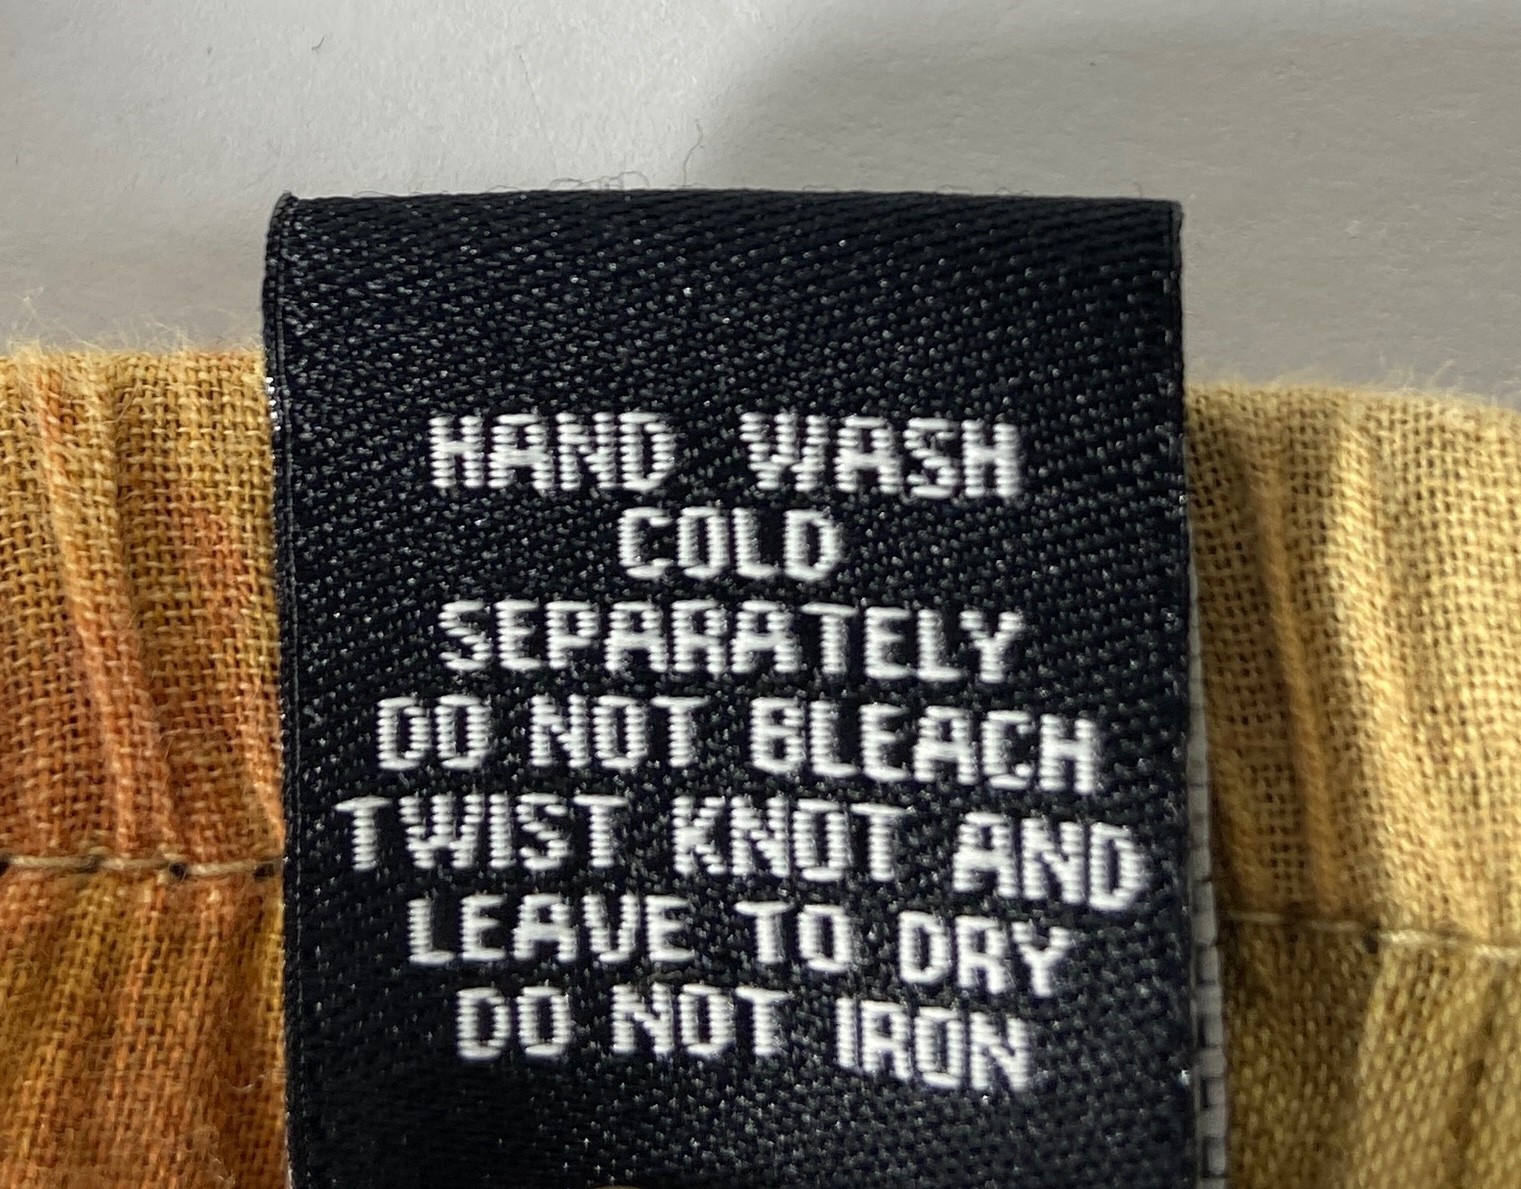 HAND WASH
COLD
SEPARATELY
DO NOT BLEACH
TWIST KNOT AND
LEAVE TO DRY
DO NOT IRON